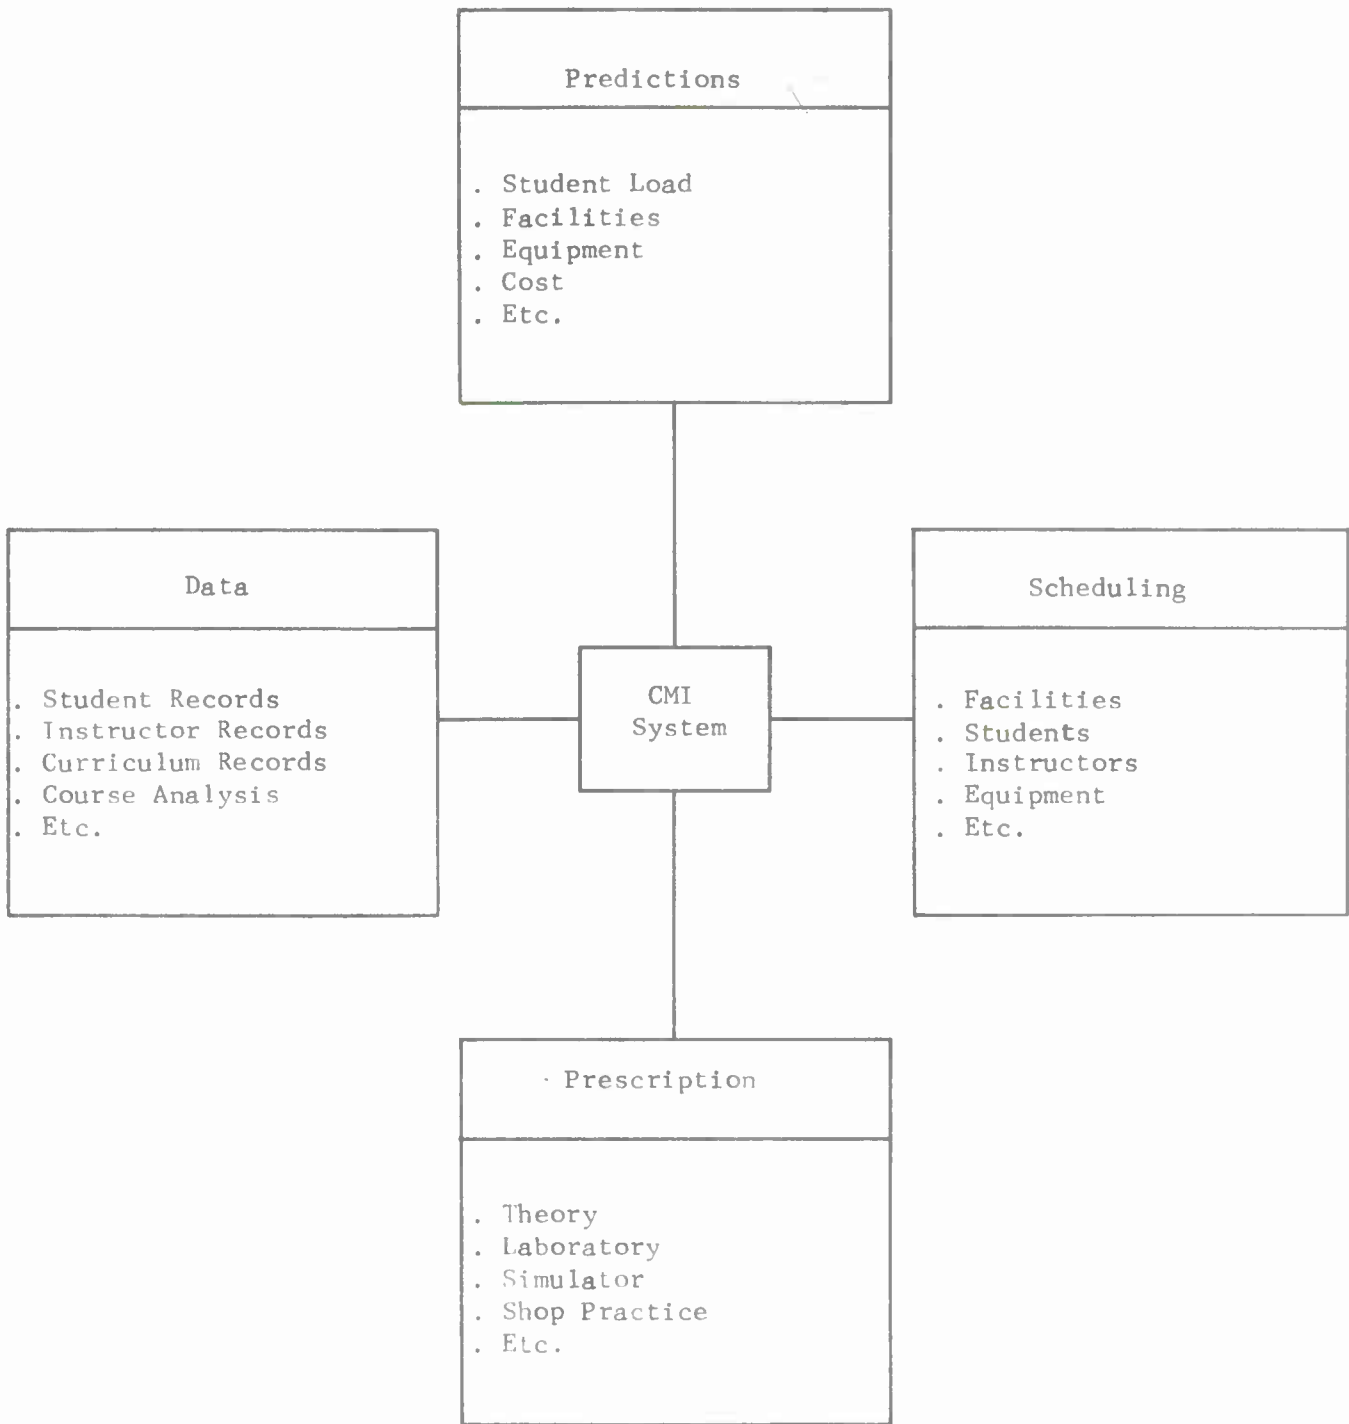 Predictions
. Student Load
. Facilities
. Equipment
. Cost
. Etc.
Data
. Student Records
. Instructor Records
. Curriculum Records
. Course Analysis
. Etc.
CMI
System
Scheduling
. Facilities
. Students
. Instructors
. Equipment
. Etc.
Prescription
. Theory
. Laboratory
. Simulator
. Shop Practice
. Etc.